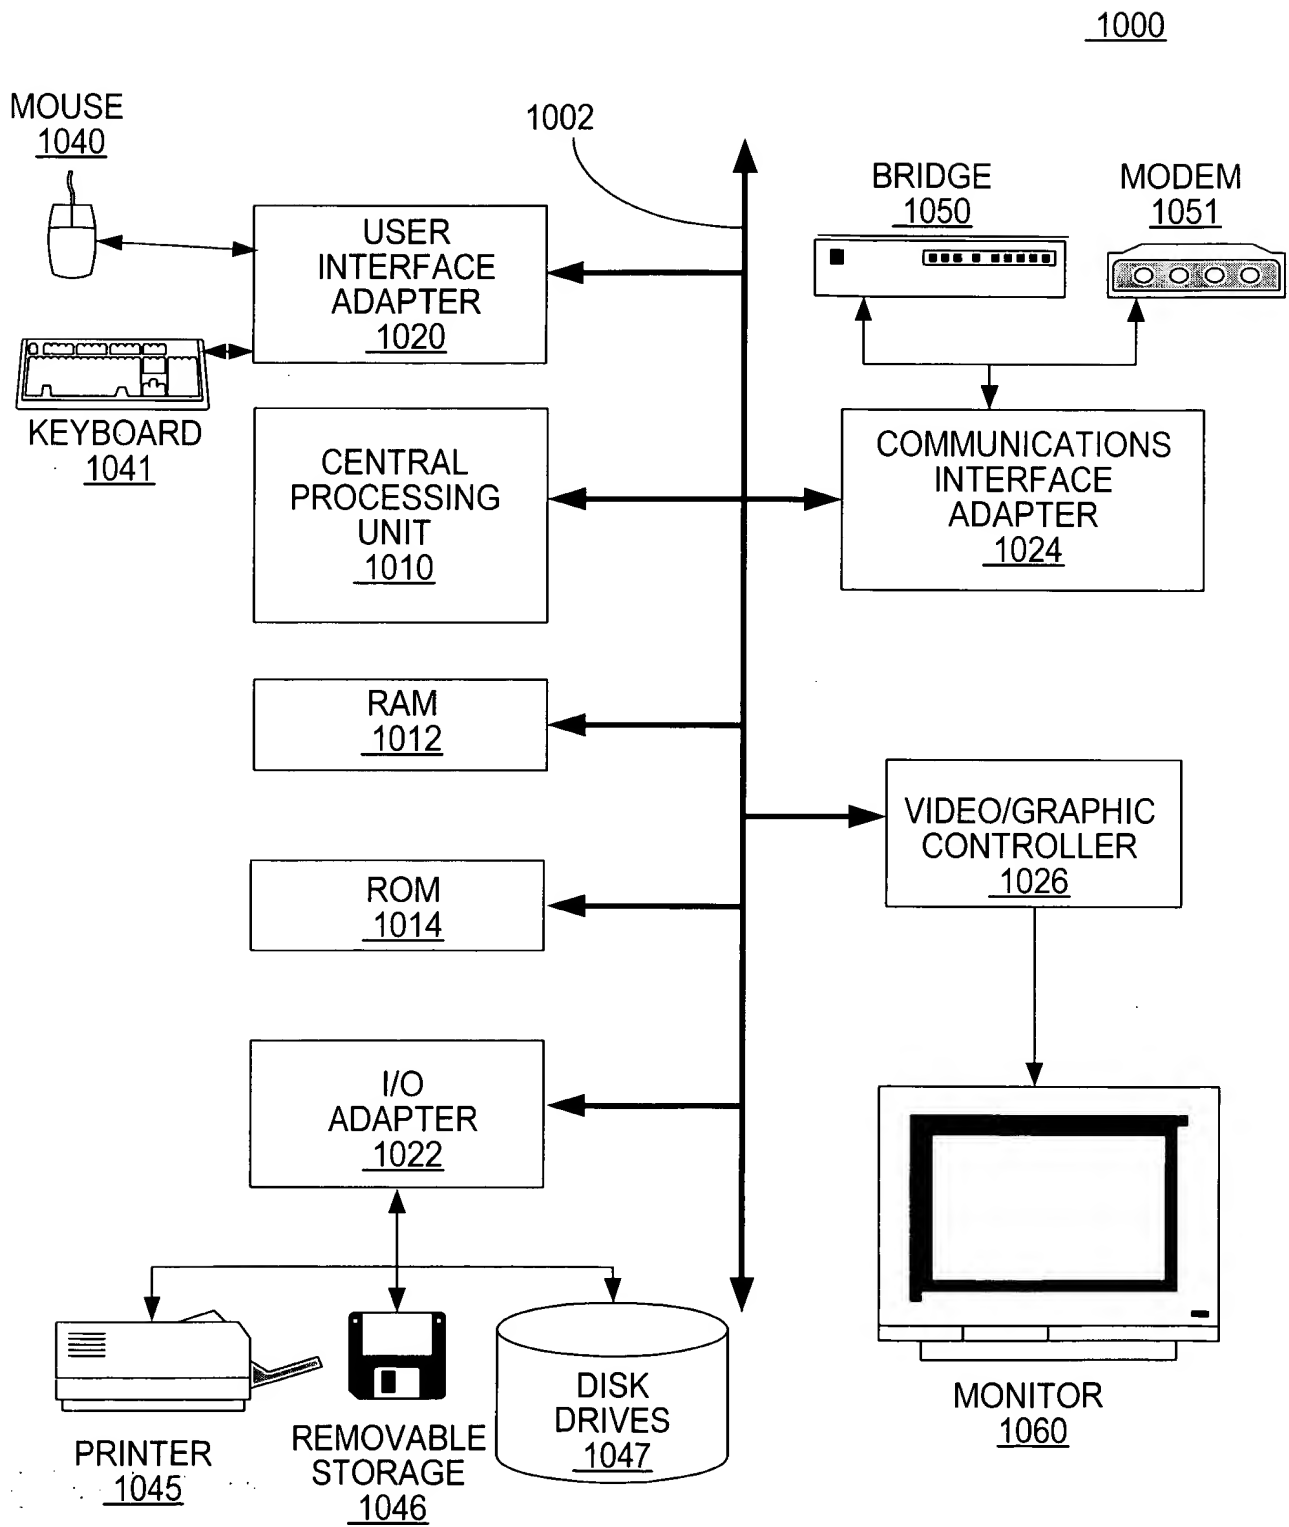 1000
MOUSE
1040
1002
BRIDGE
1050
MODEM
1051
USER
INTERFACE
ADAPTER
1020
KEYBOARD
1041
CENTRAL
PROCESSING
UNIT
1010
COMMUNICATIONS
INTERFACE
ADAPTER
1024
RAM
1012
VIDEO/GRAPHIC
CONTROLLER
1026
ROM
1014
I/O
ADAPTER
1022
PRINTER
1045
REMOVABLE
STORAGE
1046
DISK
DRIVES
1047
MONITOR
1060